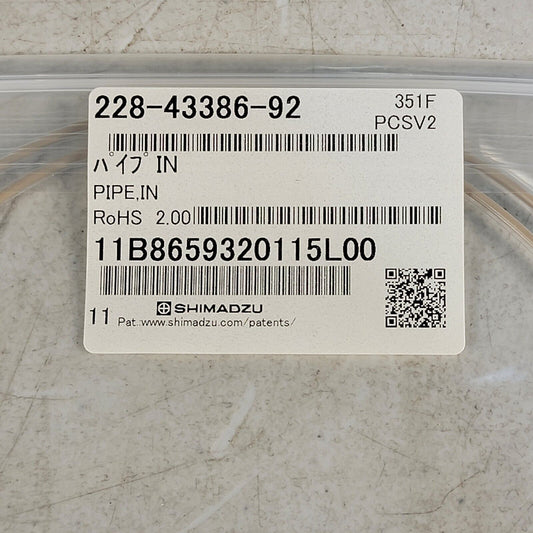 228-43386-92
351F
PCSV2
パイプ IN
PIPE,IN
RoHS 2.00
11B8659320115L00
11
SHIMADZU
Pat.:www.shimadzu.com/patents/